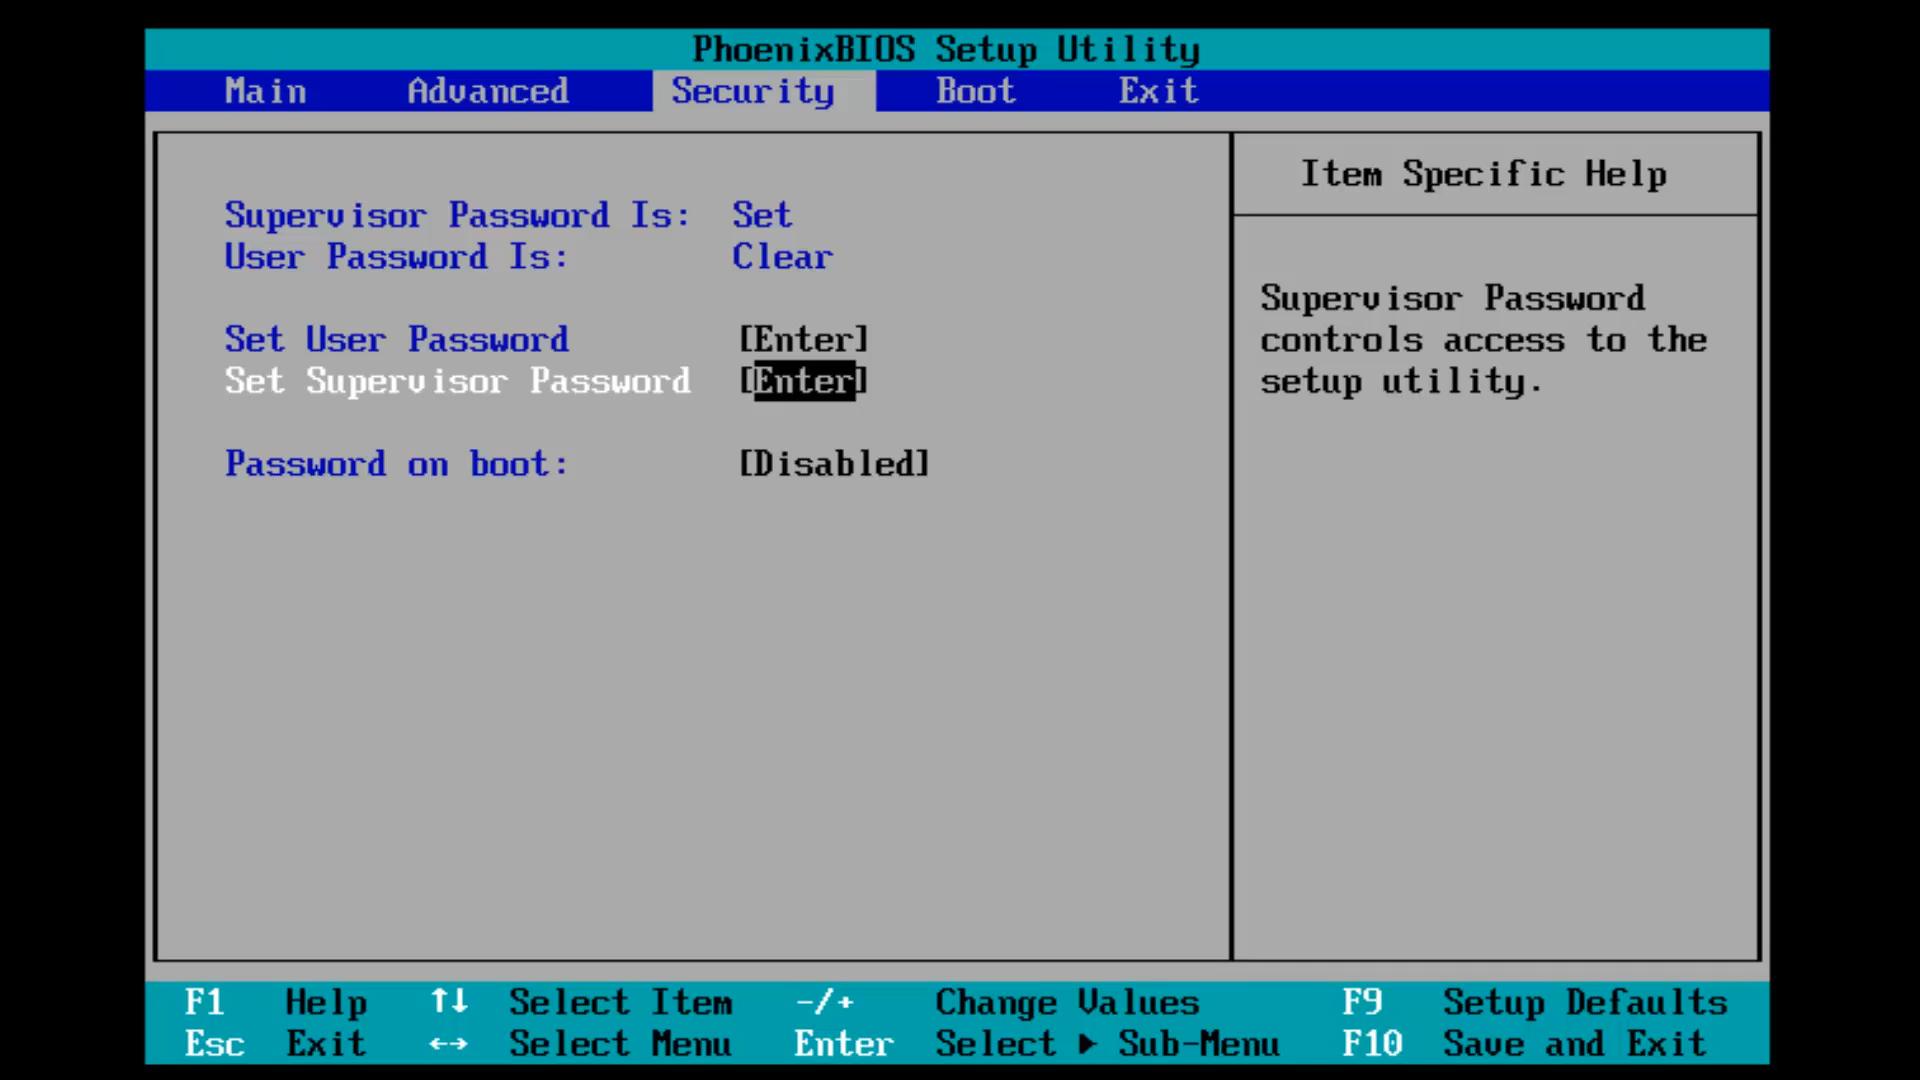 PhoenixBIOS Setup Utility
Main Advanced Security Boot Exit
Item Specific Help
Supervisor Password Is: Set
User Password Is: Clear
Set User Password [Enter]
Set Supervisor Password [Enter]
Password on boot: [Disabled]
Supervisor Password
controls access to the
setup utility.
F1 Help ↑↓ Select Item -/+ Change Values F9 Setup Defaults
Esc Exit ←→ Select Menu Enter Select ▶ Sub-Menu F10 Save and Exit